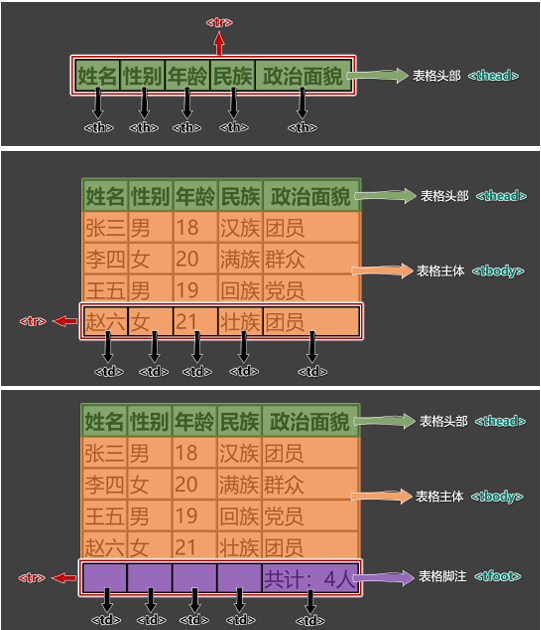 <tr>
姓名 性别 年龄 民族 政治面貌 表格头部 <thead>
<th> <th> <th> <th> <th>
姓名 性别 年龄 民族 政治面貌 表格头部 <thead>
张三 男 18 汉族 团员
李四 女 20 满族 群众 表格主体 <tbody>
王五 男 19 回族 党员
<tr> 赵六 女 21 壮族 团员
<td> <td> <td> <td> <td>
姓名 性别 年龄 民族 政治面貌 表格头部 <thead>
张三 男 18 汉族 团员
李四 女 20 满族 群众 表格主体 <tbody>
王五 男 19 回族 党员
赵六 女 21 壮族 团员
<tr> 共计：4人 表格脚注 <tfoot>
<td> <td> <td> <td> <td>